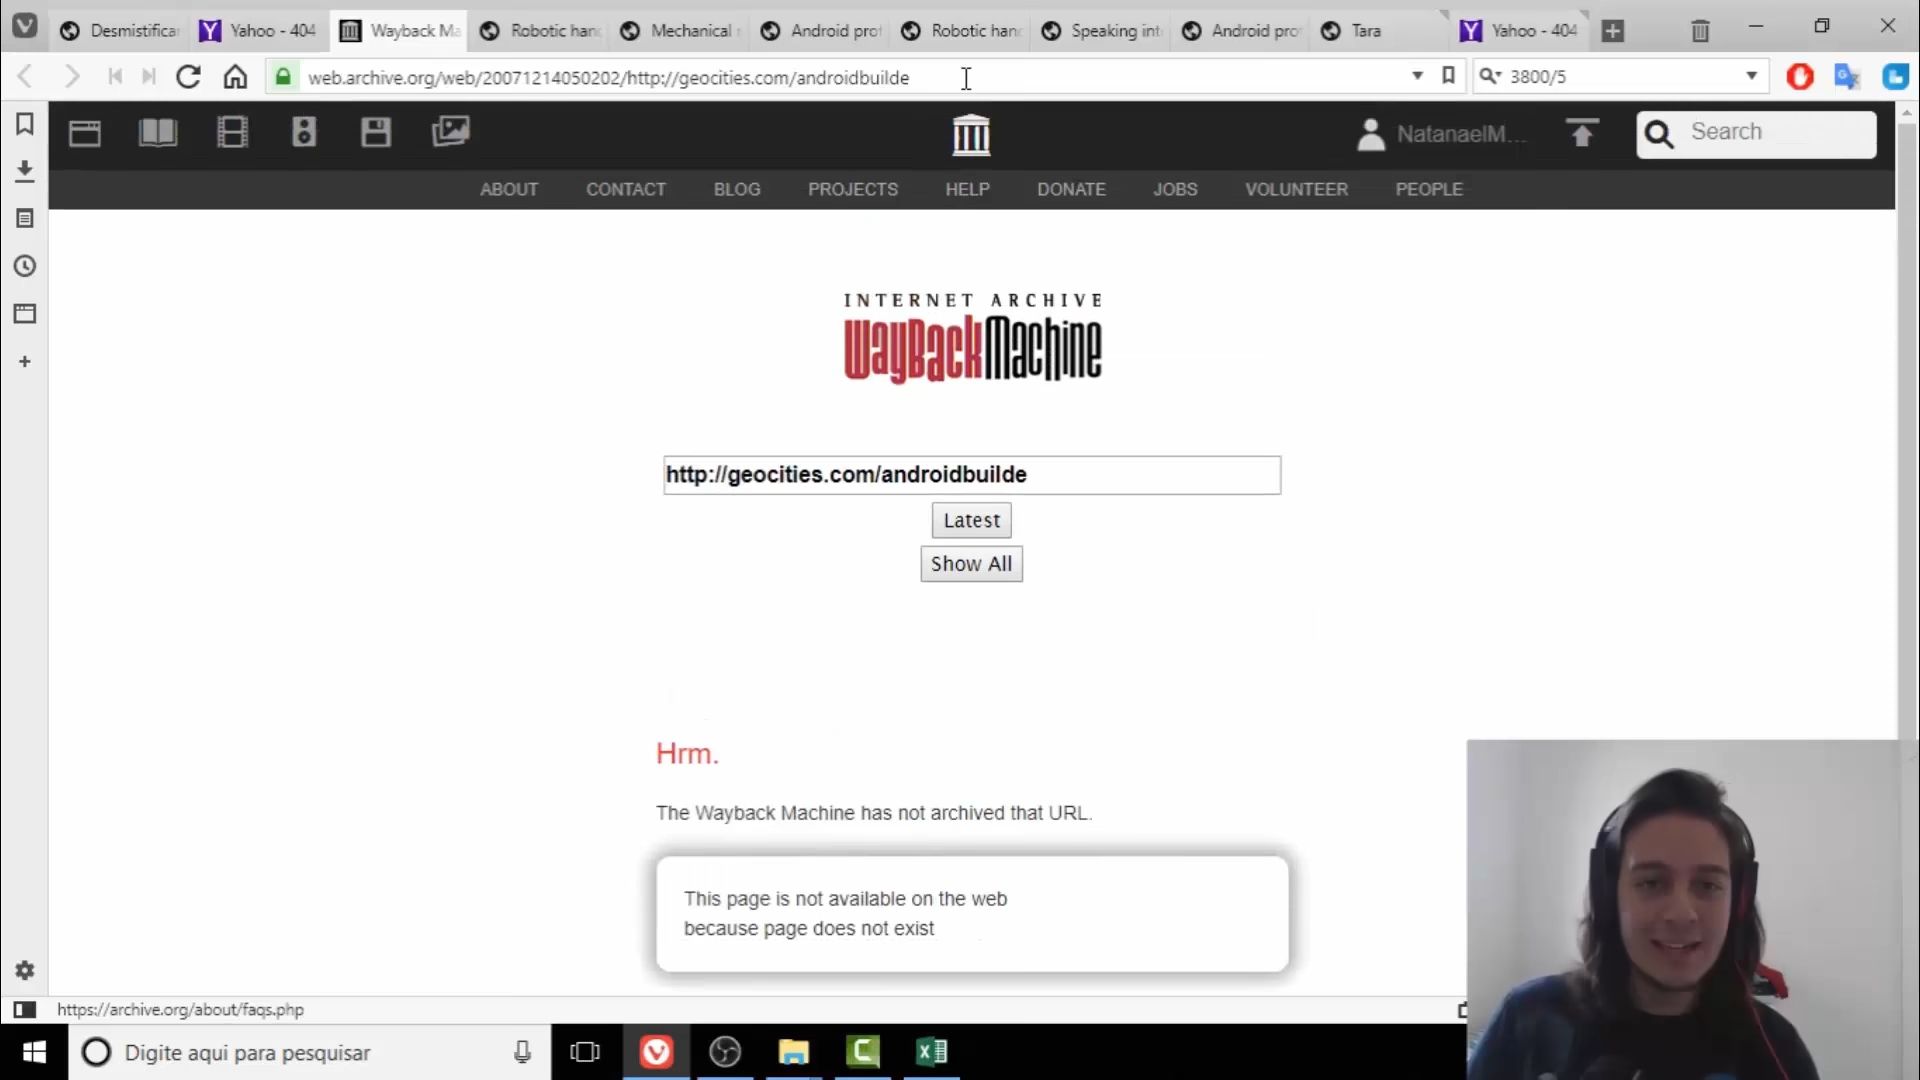 Desmistifica
Yahoo - 404
Wayback Ma
Robotic han
Mechanical
Android pro
Robotic han
Speaking int
Android pro
Tara
Yahoo - 404
web.archive.org/web/20071214050202/http://geocities.com/androidbuilde
3800/5
NatanaelM...
Search
ABOUT CONTACT BLOG PROJECTS HELP DONATE JOBS VOLUNTEER PEOPLE
INTERNET ARCHIVE
WayBackMachine
http://geocities.com/androidbuilde
Latest
Show All
Hrm.
The Wayback Machine has not archived that URL.
This page is not available on the web
because page does not exist
https://archive.org/about/faqs.php
Digite aqui para pesquisar